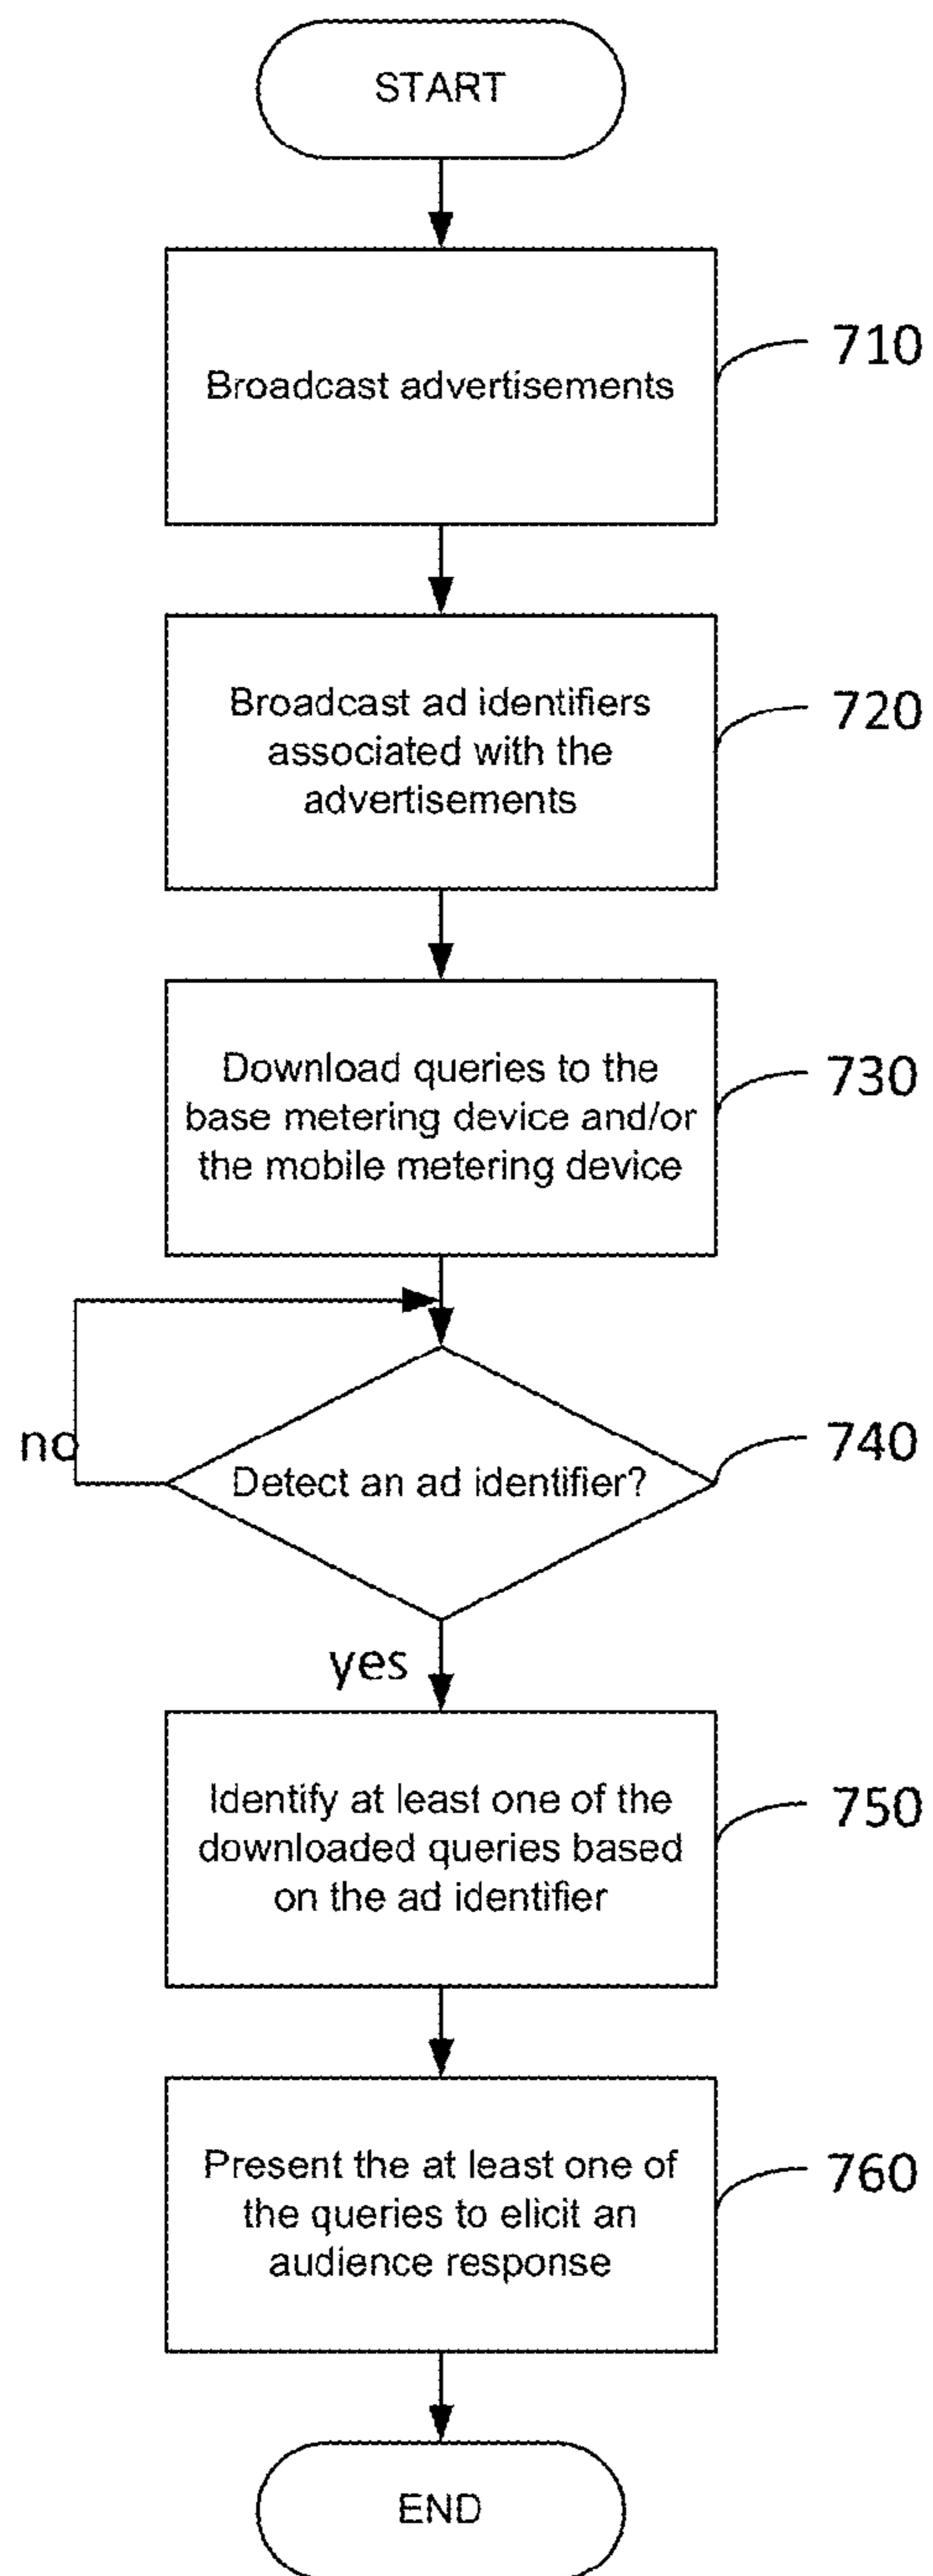 START
Broadcast advertisements
710
Broadcast ad identifiers
associated with the
advertisements
720
Download queries to the
base metering device and/or
the mobile metering device
730
no
Detect an ad identifier?
740
yes
Identify at least one of the
downloaded queries based
on the ad identifier
750
Present the at least one of
the queries to elicit an
audience response
760
END